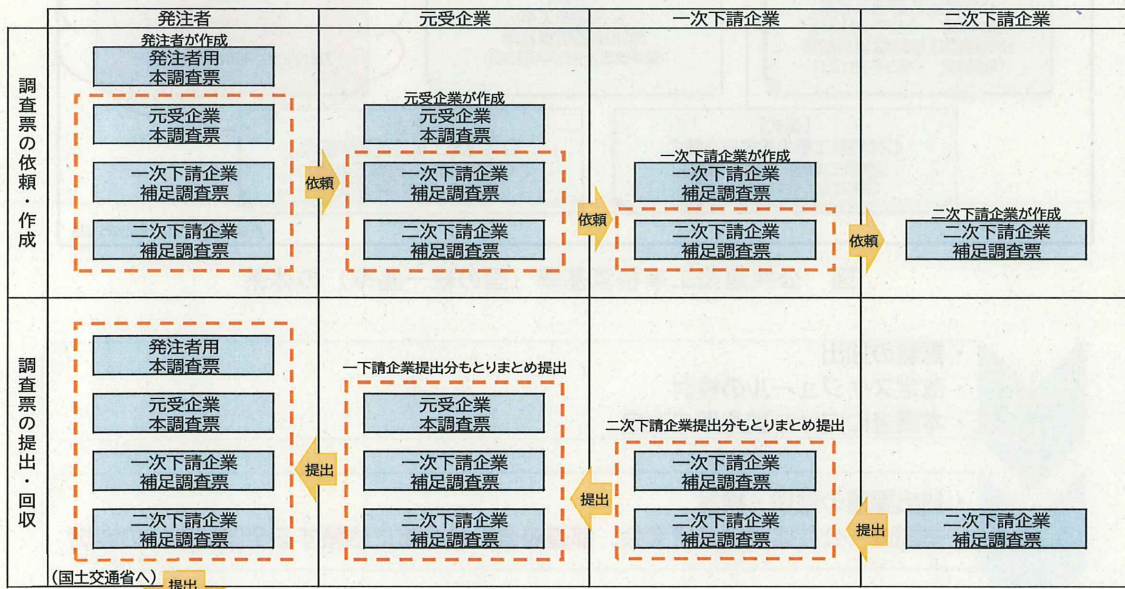 発注者
元受企業
一次下請企業
二次下請企業
調査票の依頼・作成
発注者が作成
発注者用
本調査票
元受企業
本調査票
一次下請企業
補足調査票
二次下請企業
補足調査票
依頼
元受企業が作成
元受企業
本調査票
一次下請企業
補足調査票
二次下請企業
補足調査票
依頼
一次下請企業が作成
一次下請企業
補足調査票
二次下請企業
補足調査票
依頼
二次下請企業が作成
二次下請企業
補足調査票
調査票の提出・回収
発注者用
本調査票
元受企業
本調査票
一次下請企業
補足調査票
二次下請企業
補足調査票
(国土交通省へ)
提出
提出
一下請企業提出分もとりまとめ提出
元受企業
本調査票
一次下請企業
補足調査票
二次下請企業
補足調査票
提出
二次下請企業提出分もとりまとめ提出
一次下請企業
補足調査票
二次下請企業
補足調査票
提出
二次下請企業
補足調査票